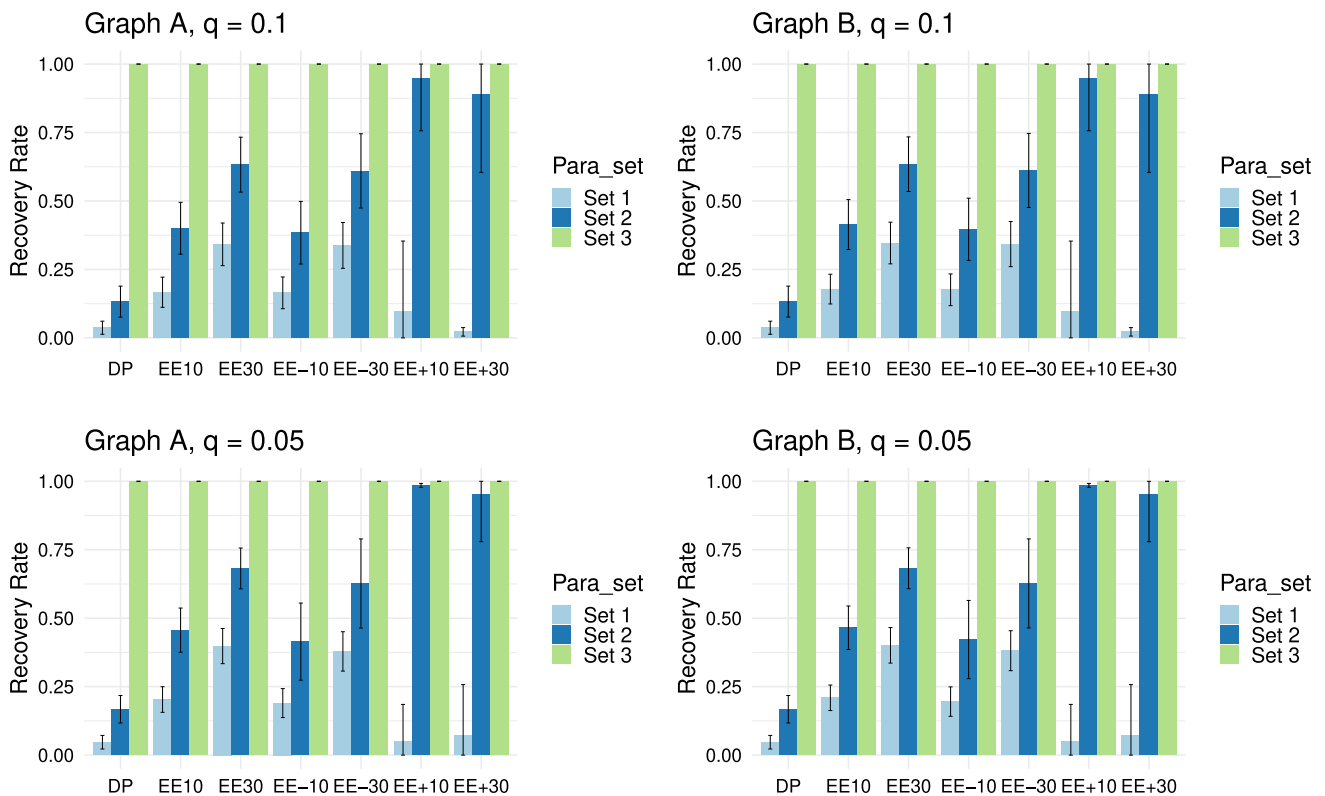 Graph A, q = 0.1
Recovery Rate
1.00
0.75
0.50
0.25
0.00
DP EE10 EE30 EE−10 EE−30 EE+10 EE+30
Para_set
Set 1
Set 2
Set 3
Graph B, q = 0.1
Recovery Rate
1.00
0.75
0.50
0.25
0.00
DP EE10 EE30 EE−10 EE−30 EE+10 EE+30
Para_set
Set 1
Set 2
Set 3
Graph A, q = 0.05
Recovery Rate
1.00
0.75
0.50
0.25
0.00
DP EE10 EE30 EE−10 EE−30 EE+10 EE+30
Para_set
Set 1
Set 2
Set 3
Graph B, q = 0.05
Recovery Rate
1.00
0.75
0.50
0.25
0.00
DP EE10 EE30 EE−10 EE−30 EE+10 EE+30
Para_set
Set 1
Set 2
Set 3